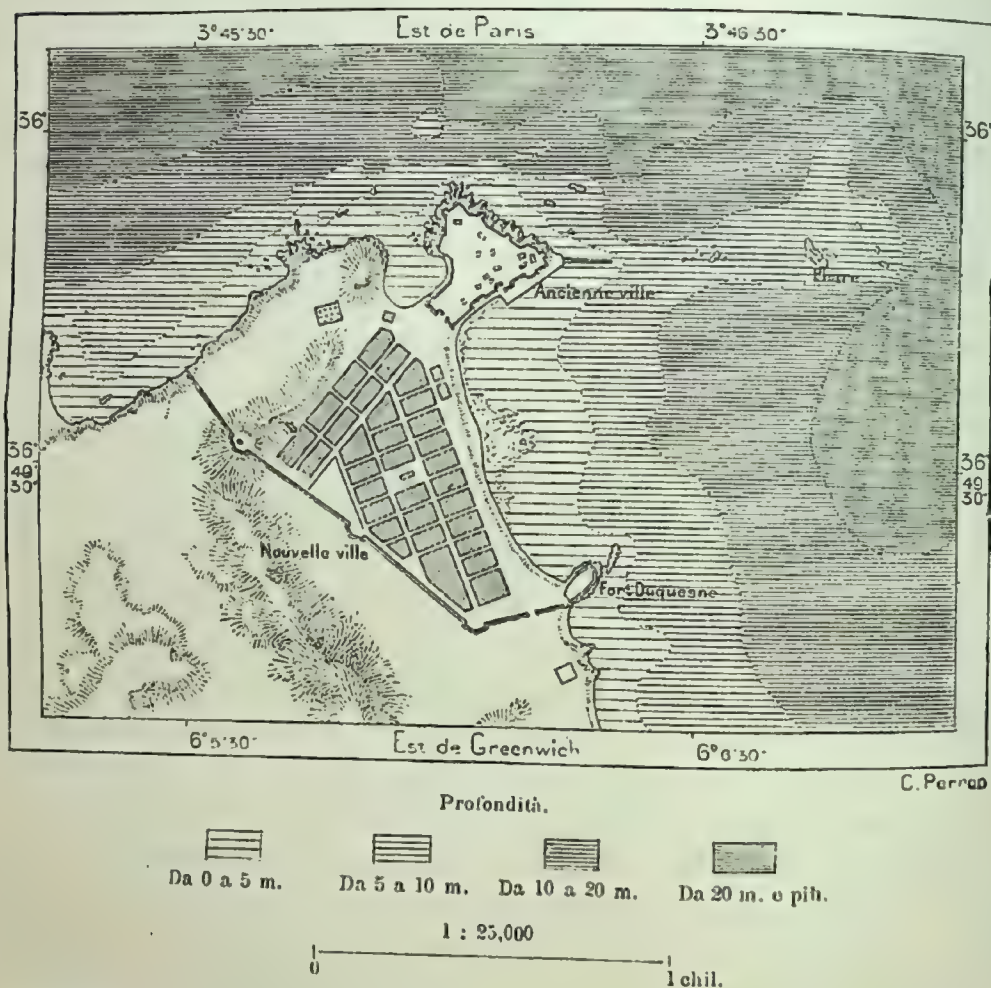 3° 45' 30" Est de Paris 3° 46' 30"
36° 36°
Ancienne ville
Pierre
36° 36°
49 49
30" 30"
Nouvelle ville
Fort Duquesne
6° 5' 30" Est de Greenwich 6° 6' 30"
C. Perron
Profondità.
Da 0 a 5 m. Da 5 a 10 m. Da 10 a 20 m. Da 20 m. e più.
1 : 25,000
0 1 chil.